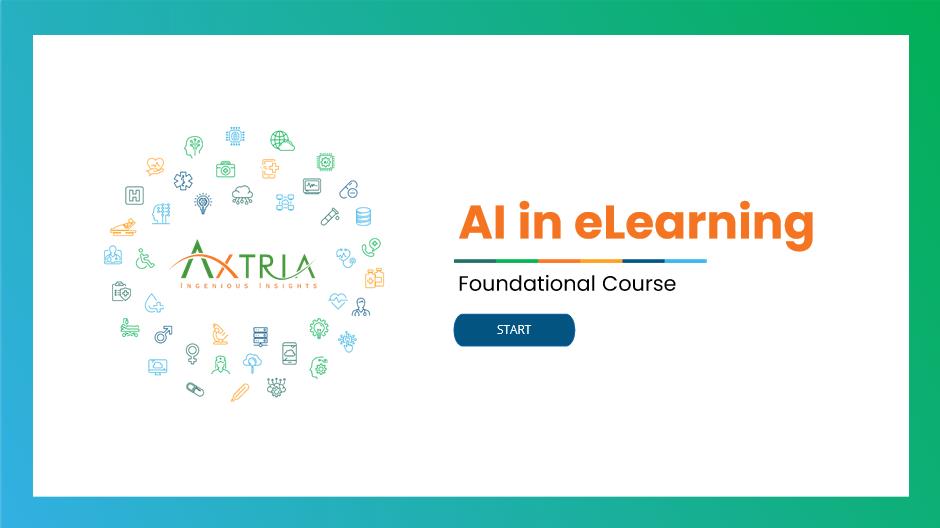 AXTRIA
INGENIOUS INSIGHTS
AI in eLearning
Foundational Course
START